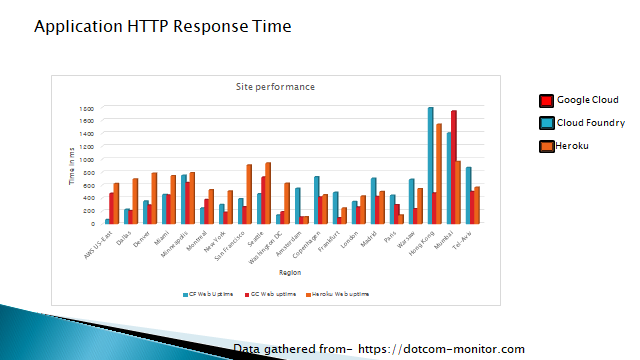 Application HTTP Response Time
Site performance
Google Cloud
Cloud Foundry
Heroku
1800
1600
1400
1200
1000
800
600
400
200
0
Time in ms
AWS US-East
Dallas
Denver
Miami
Minneapolis
Montreal
New York
San Francisco
Seattle
Washington DC
Amsterdam
Copenhagen
Frankfurt
London
Madrid
Paris
Warsaw
Hong Kong
Mumbai
Tel-Aviv
Region
CF Web Uptime GC Web uptime Heroku Web uptime
Data gathered from- https://dotcom-monitor.com